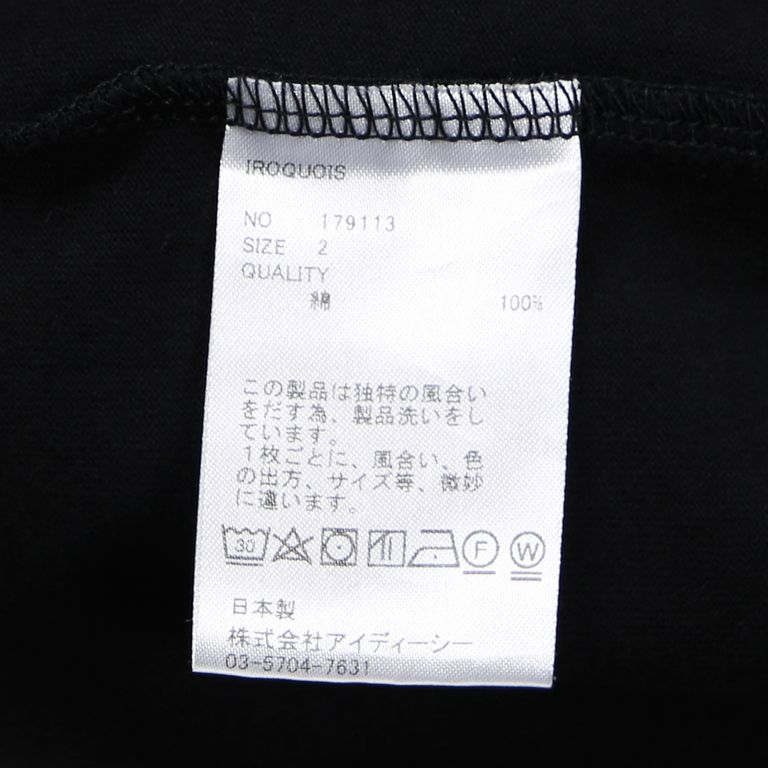 IROQUOIS
NO 179113
SIZE 2
QUALITY
綿 100%
この製品は独特の風合い
をだす為、製品洗いをし
ています。
1枚ごとに、風合い、色
の出方、サイズ等、微妙
に違います。
30 F W
日本製
株式会社アイディーシー
03-5704-7631